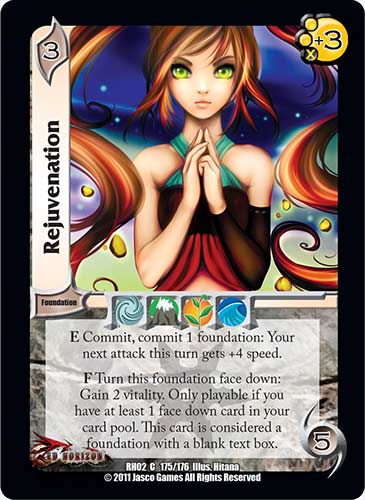 3
+3
X
Rejuvenation
Foundation
E Commit, commit 1 foundation: Your
next attack this turn gets +4 speed.
F Turn this foundation face down:
Gain 2 vitality. Only playable if you
have at least 1 face down card in your
card pool. This card is considered a
foundation with a blank text box.
RED HORIZON
5
RH02 C 175/176 Illus. Hitana
© 2011 Jasco Games All Rights Reserved